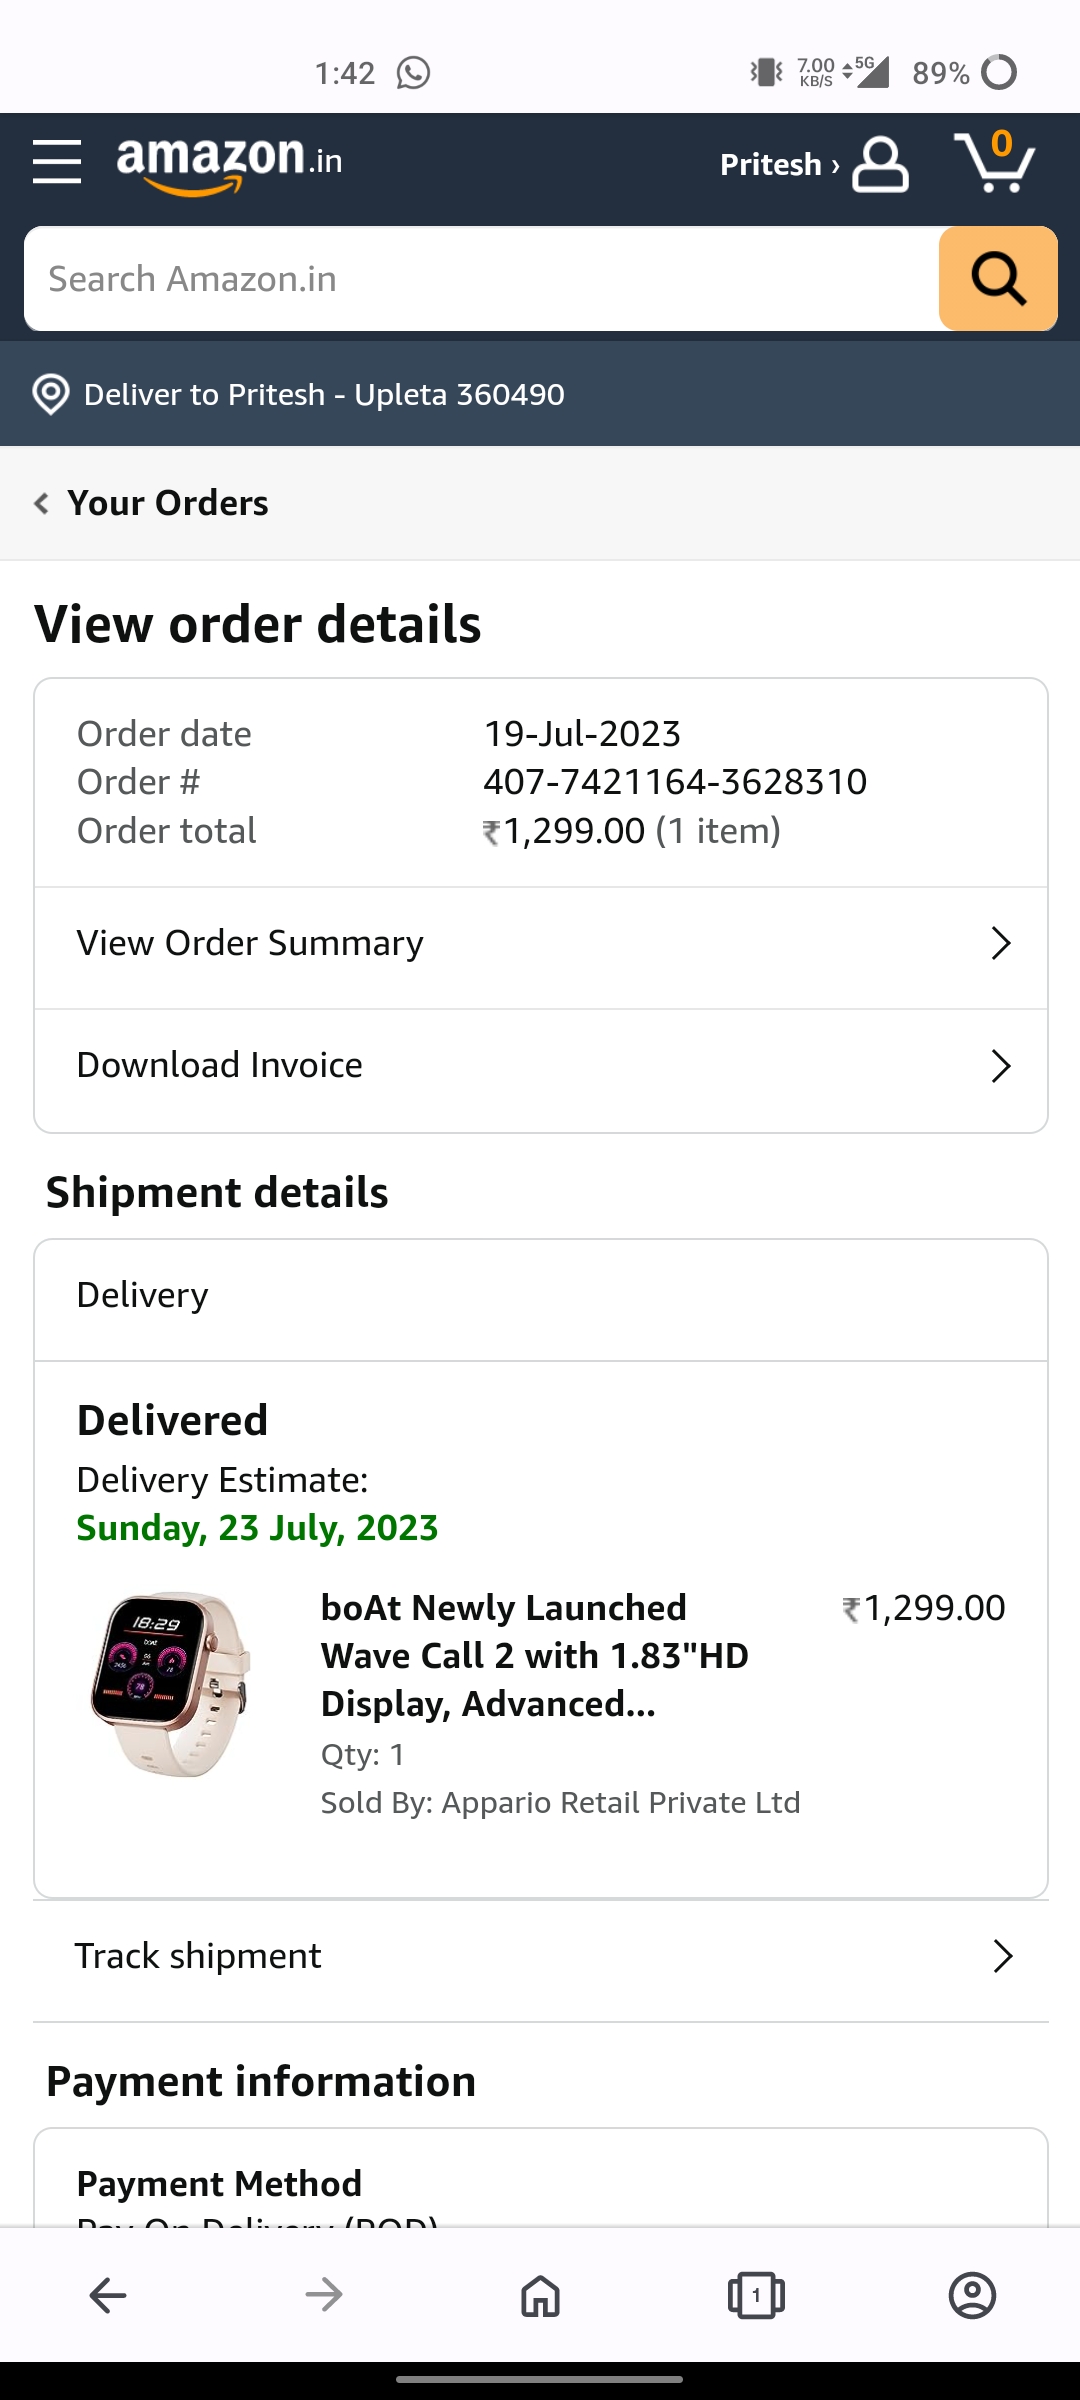 1:42
7.00
KB/S
5G
89%
amazon.in
Pritesh ›
0
Search Amazon.in
Deliver to Pritesh - Upleta 360490
Your Orders
View order details
Order date 19-Jul-2023
Order # 407-7421164-3628310
Order total ₹1,299.00 (1 item)
View Order Summary
Download Invoice
Shipment details
Delivery
Delivered
Delivery Estimate:
Sunday, 23 July, 2023
18:29
boAt Newly Launched ₹1,299.00
Wave Call 2 with 1.83"HD
Display, Advanced...
Qty: 1
Sold By: Appario Retail Private Ltd
Track shipment
Payment information
Payment Method
Pay On Delivery (POD)
1